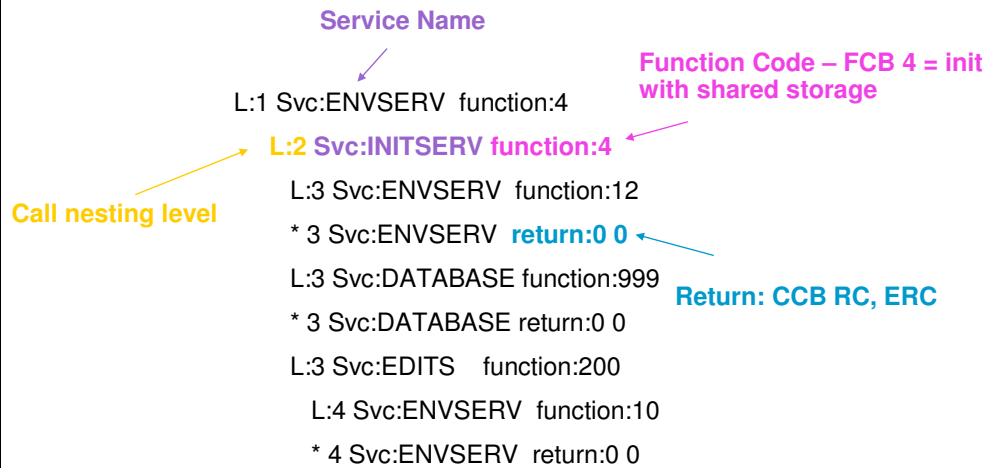 Service Name
Function Code – FCB 4 = init
with shared storage
L:1 Svc:ENVSERV function:4
L:2 Svc:INITSERV function:4
L:3 Svc:ENVSERV function:12
Call nesting level
* 3 Svc:ENVSERV return:0 0
L:3 Svc:DATABASE function:999
Return: CCB RC, ERC
* 3 Svc:DATABASE return:0 0
L:3 Svc:EDITS function:200
L:4 Svc:ENVSERV function:10
* 4 Svc:ENVSERV return:0 0